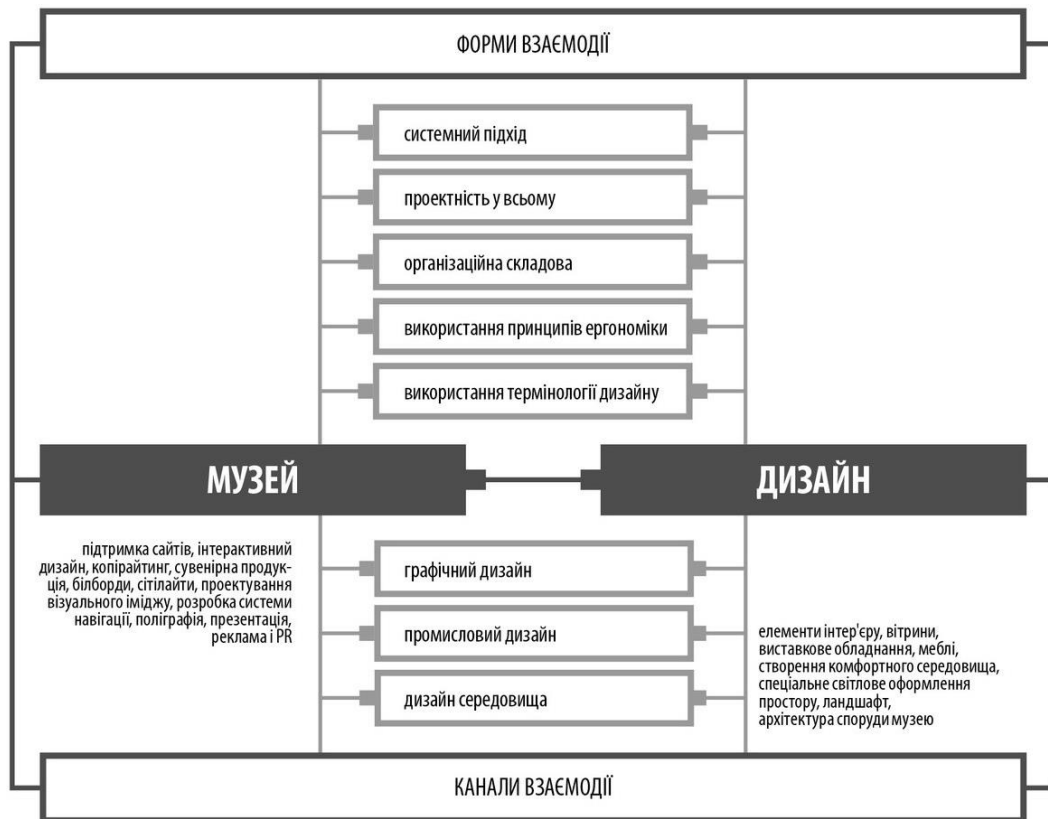 ФОРМИ ВЗАЄМОДІЇ
системний підхід
проектність у всьому
організаційна складова
використання принципів ергономіки
використання термінології дизайну
МУЗЕЙ
ДИЗАЙН
підтримка сайтів, інтерактивний
дизайн, копірайтинг, сувенірна продук-
ція, білборди, сітілайти, проектування
візуального іміджу, розробка системи
навігації, поліграфія, презентація,
реклама і PR
графічний дизайн
промисловий дизайн
дизайн середовища
елементи інтер'єру, вітрини,
виставкове обладнання, меблі,
створення комфортного середовища,
спеціальне світлове оформлення
простору, ландшафт,
архітектура споруди музею
КАНАЛИ ВЗАЄМОДІЇ